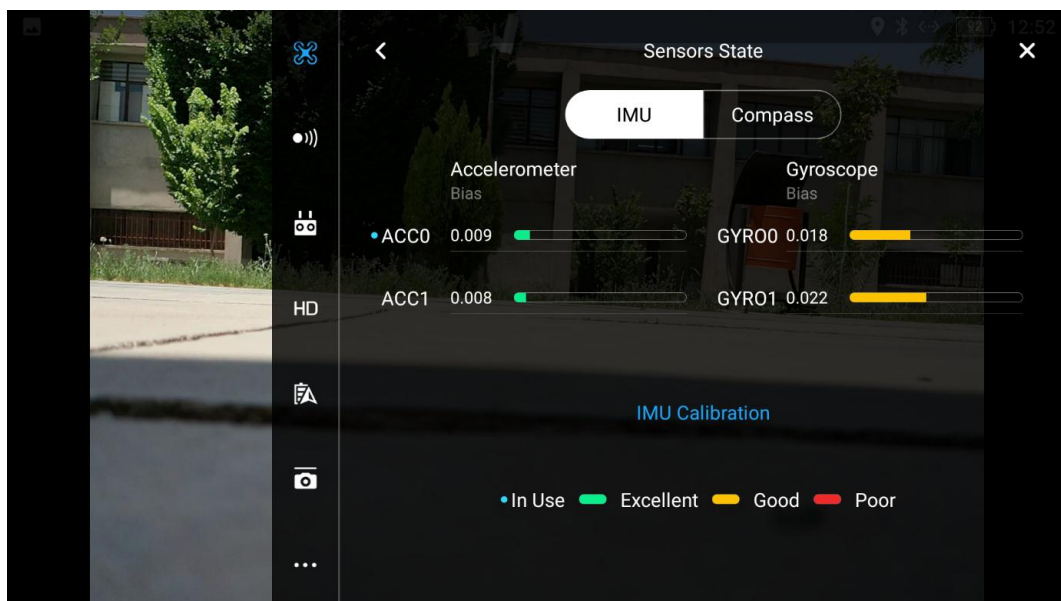 92 12:52
Sensors State
IMU Compass
Accelerometer Gyroscope
Bias Bias
ACC0 0.009 GYRO0 0.018
HD ACC1 0.008 GYRO1 0.022
IMU Calibration
In Use Excellent Good Poor